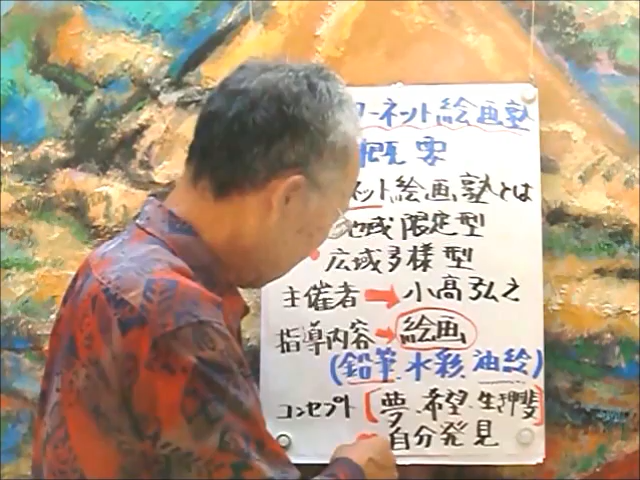 ーネット絵画塾
概要
ネット絵画塾とは
地域限定型
広域多様型
主催者➡小高弘之
指導内容➡絵画
(鉛筆.水彩.油絵)
コンセプト[夢.希望.生き甲斐]
自分発見